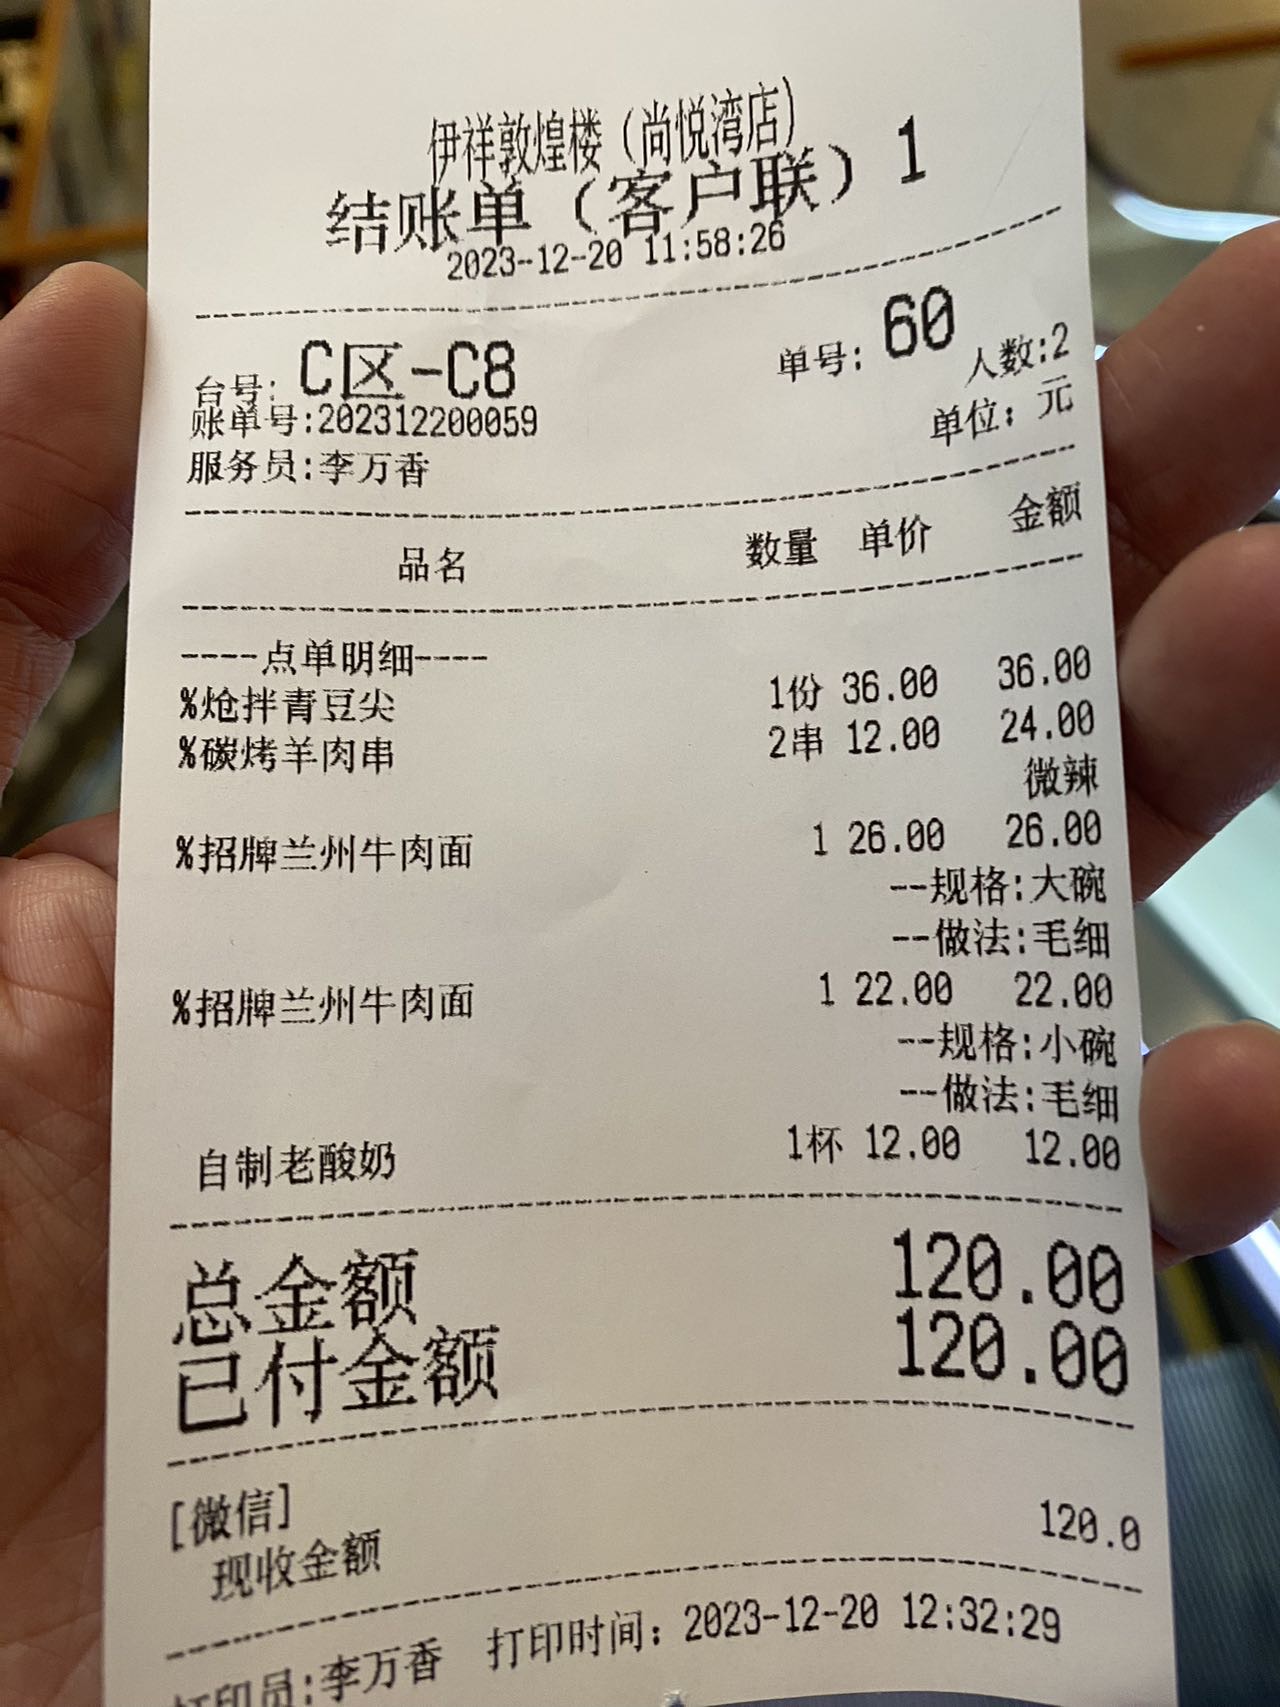 伊祥敦煌楼（尚悦湾店）
结账单（客户联）1
2023-12-20 11:58:26
台号: C区-C8 单号: 60 人数:2
账单号:202312200059 单位: 元
服务员:李万香
品名 数量 单价 金额
----点单明细----
%炝拌青豆尖 1份 36.00 36.00
%碳烤羊肉串 2串 12.00 24.00
微辣
%招牌兰州牛肉面 1 26.00 26.00
--规格:大碗
--做法:毛细
%招牌兰州牛肉面 1 22.00 22.00
--规格:小碗
--做法:毛细
自制老酸奶 1杯 12.00 12.00
总金额 120.00
已付金额 120.00
[微信]
现收金额 120.0
打印员:李万香 打印时间: 2023-12-20 12:32:29